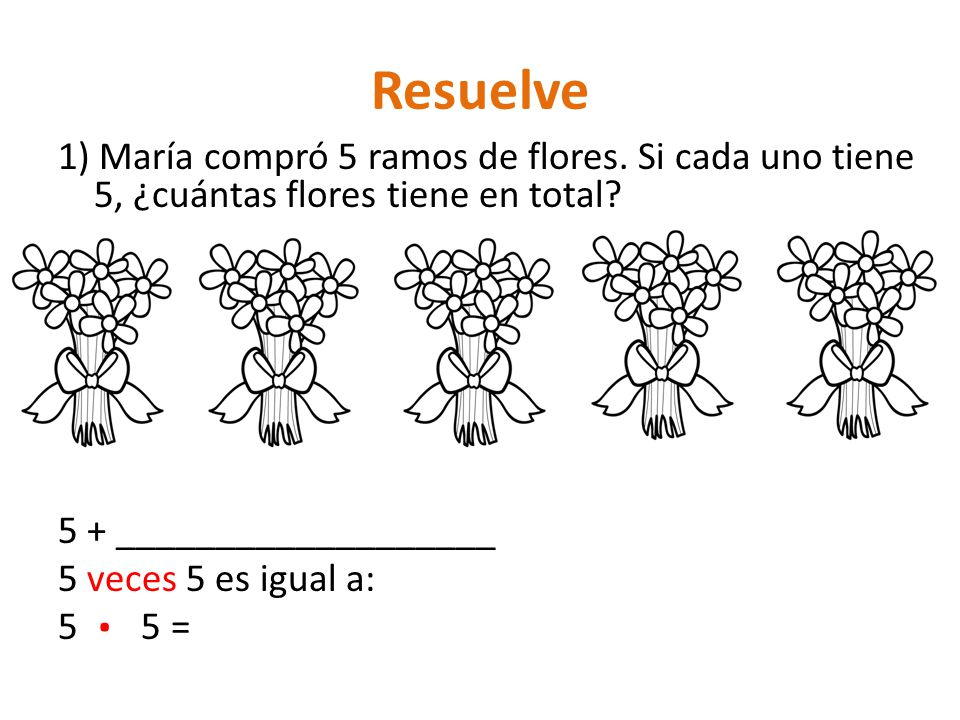 Resuelve
1) María compró 5 ramos de flores. Si cada uno tiene
5, ¿cuántas flores tiene en total?
5 + ___________________
5 veces 5 es igual a:
5 · 5 =